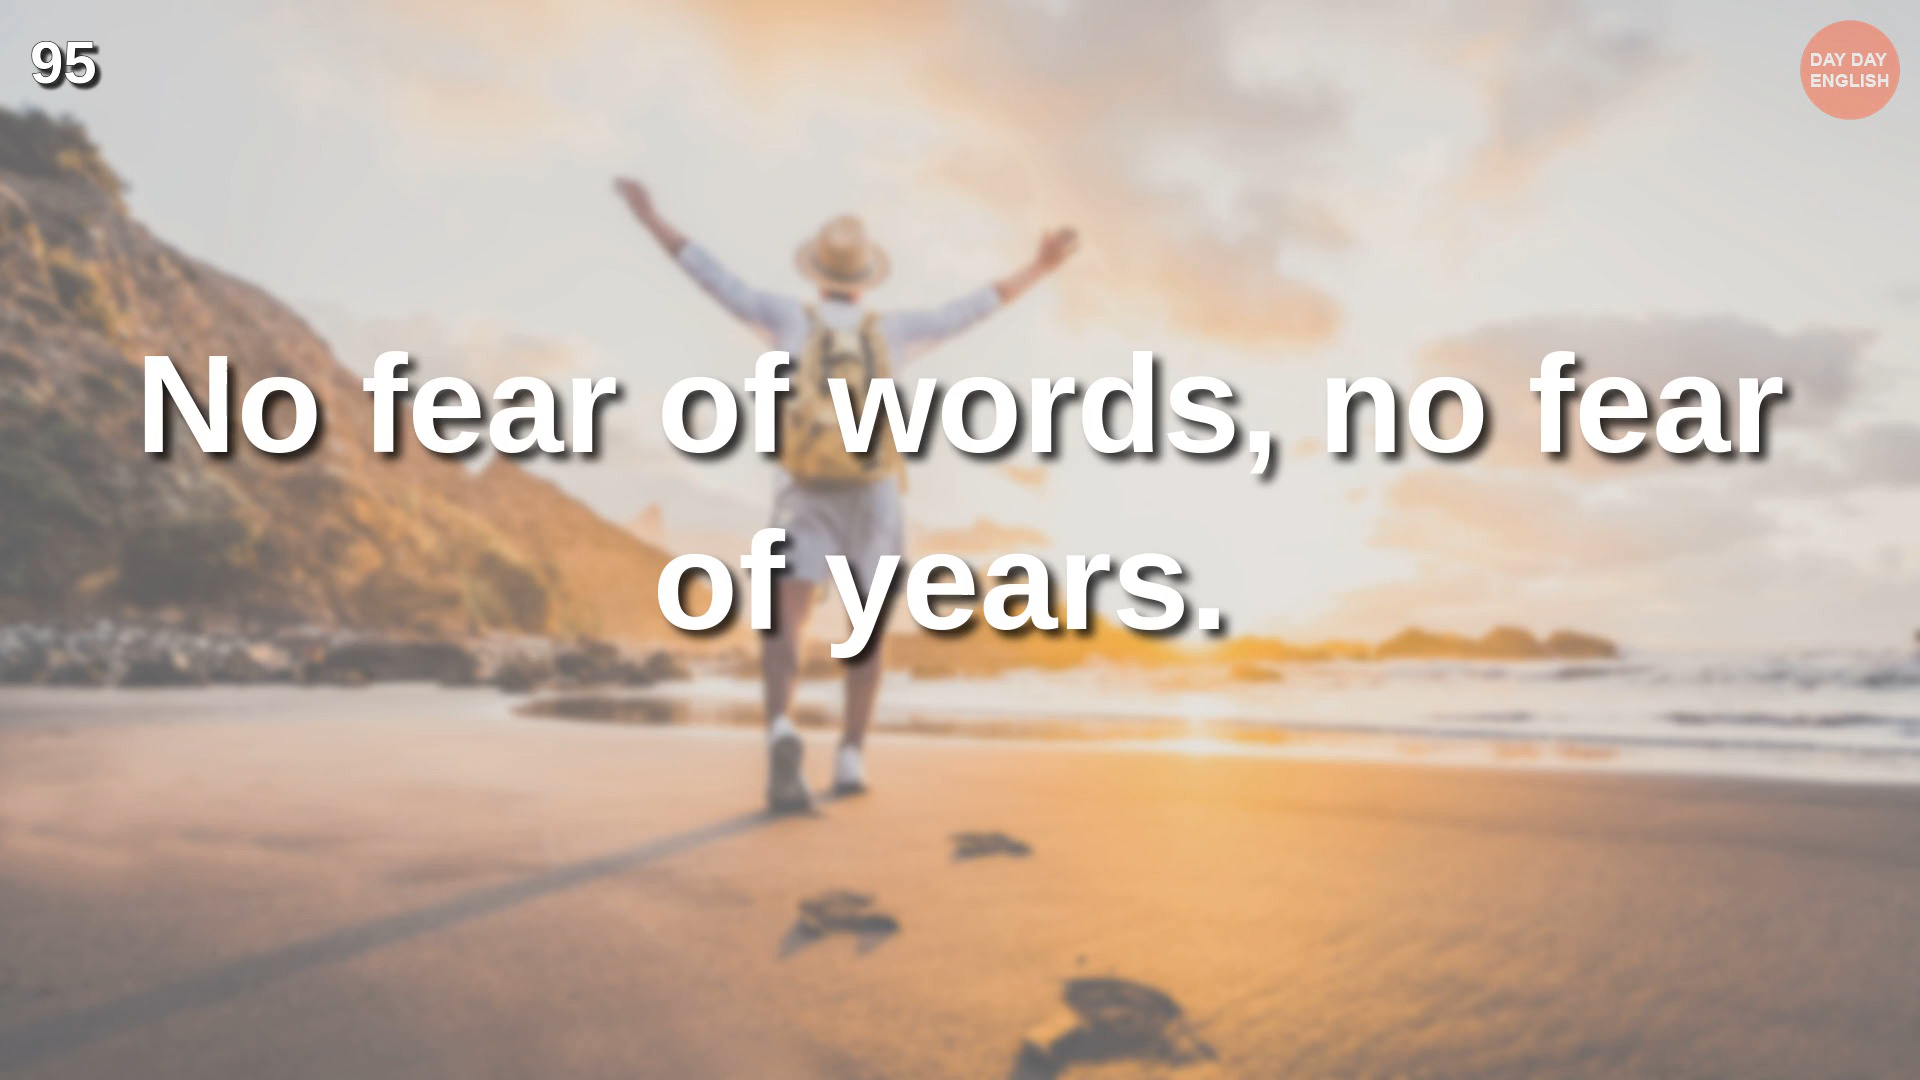 95
DAY DAY
ENGLISH
No fear of words, no fear
of years.